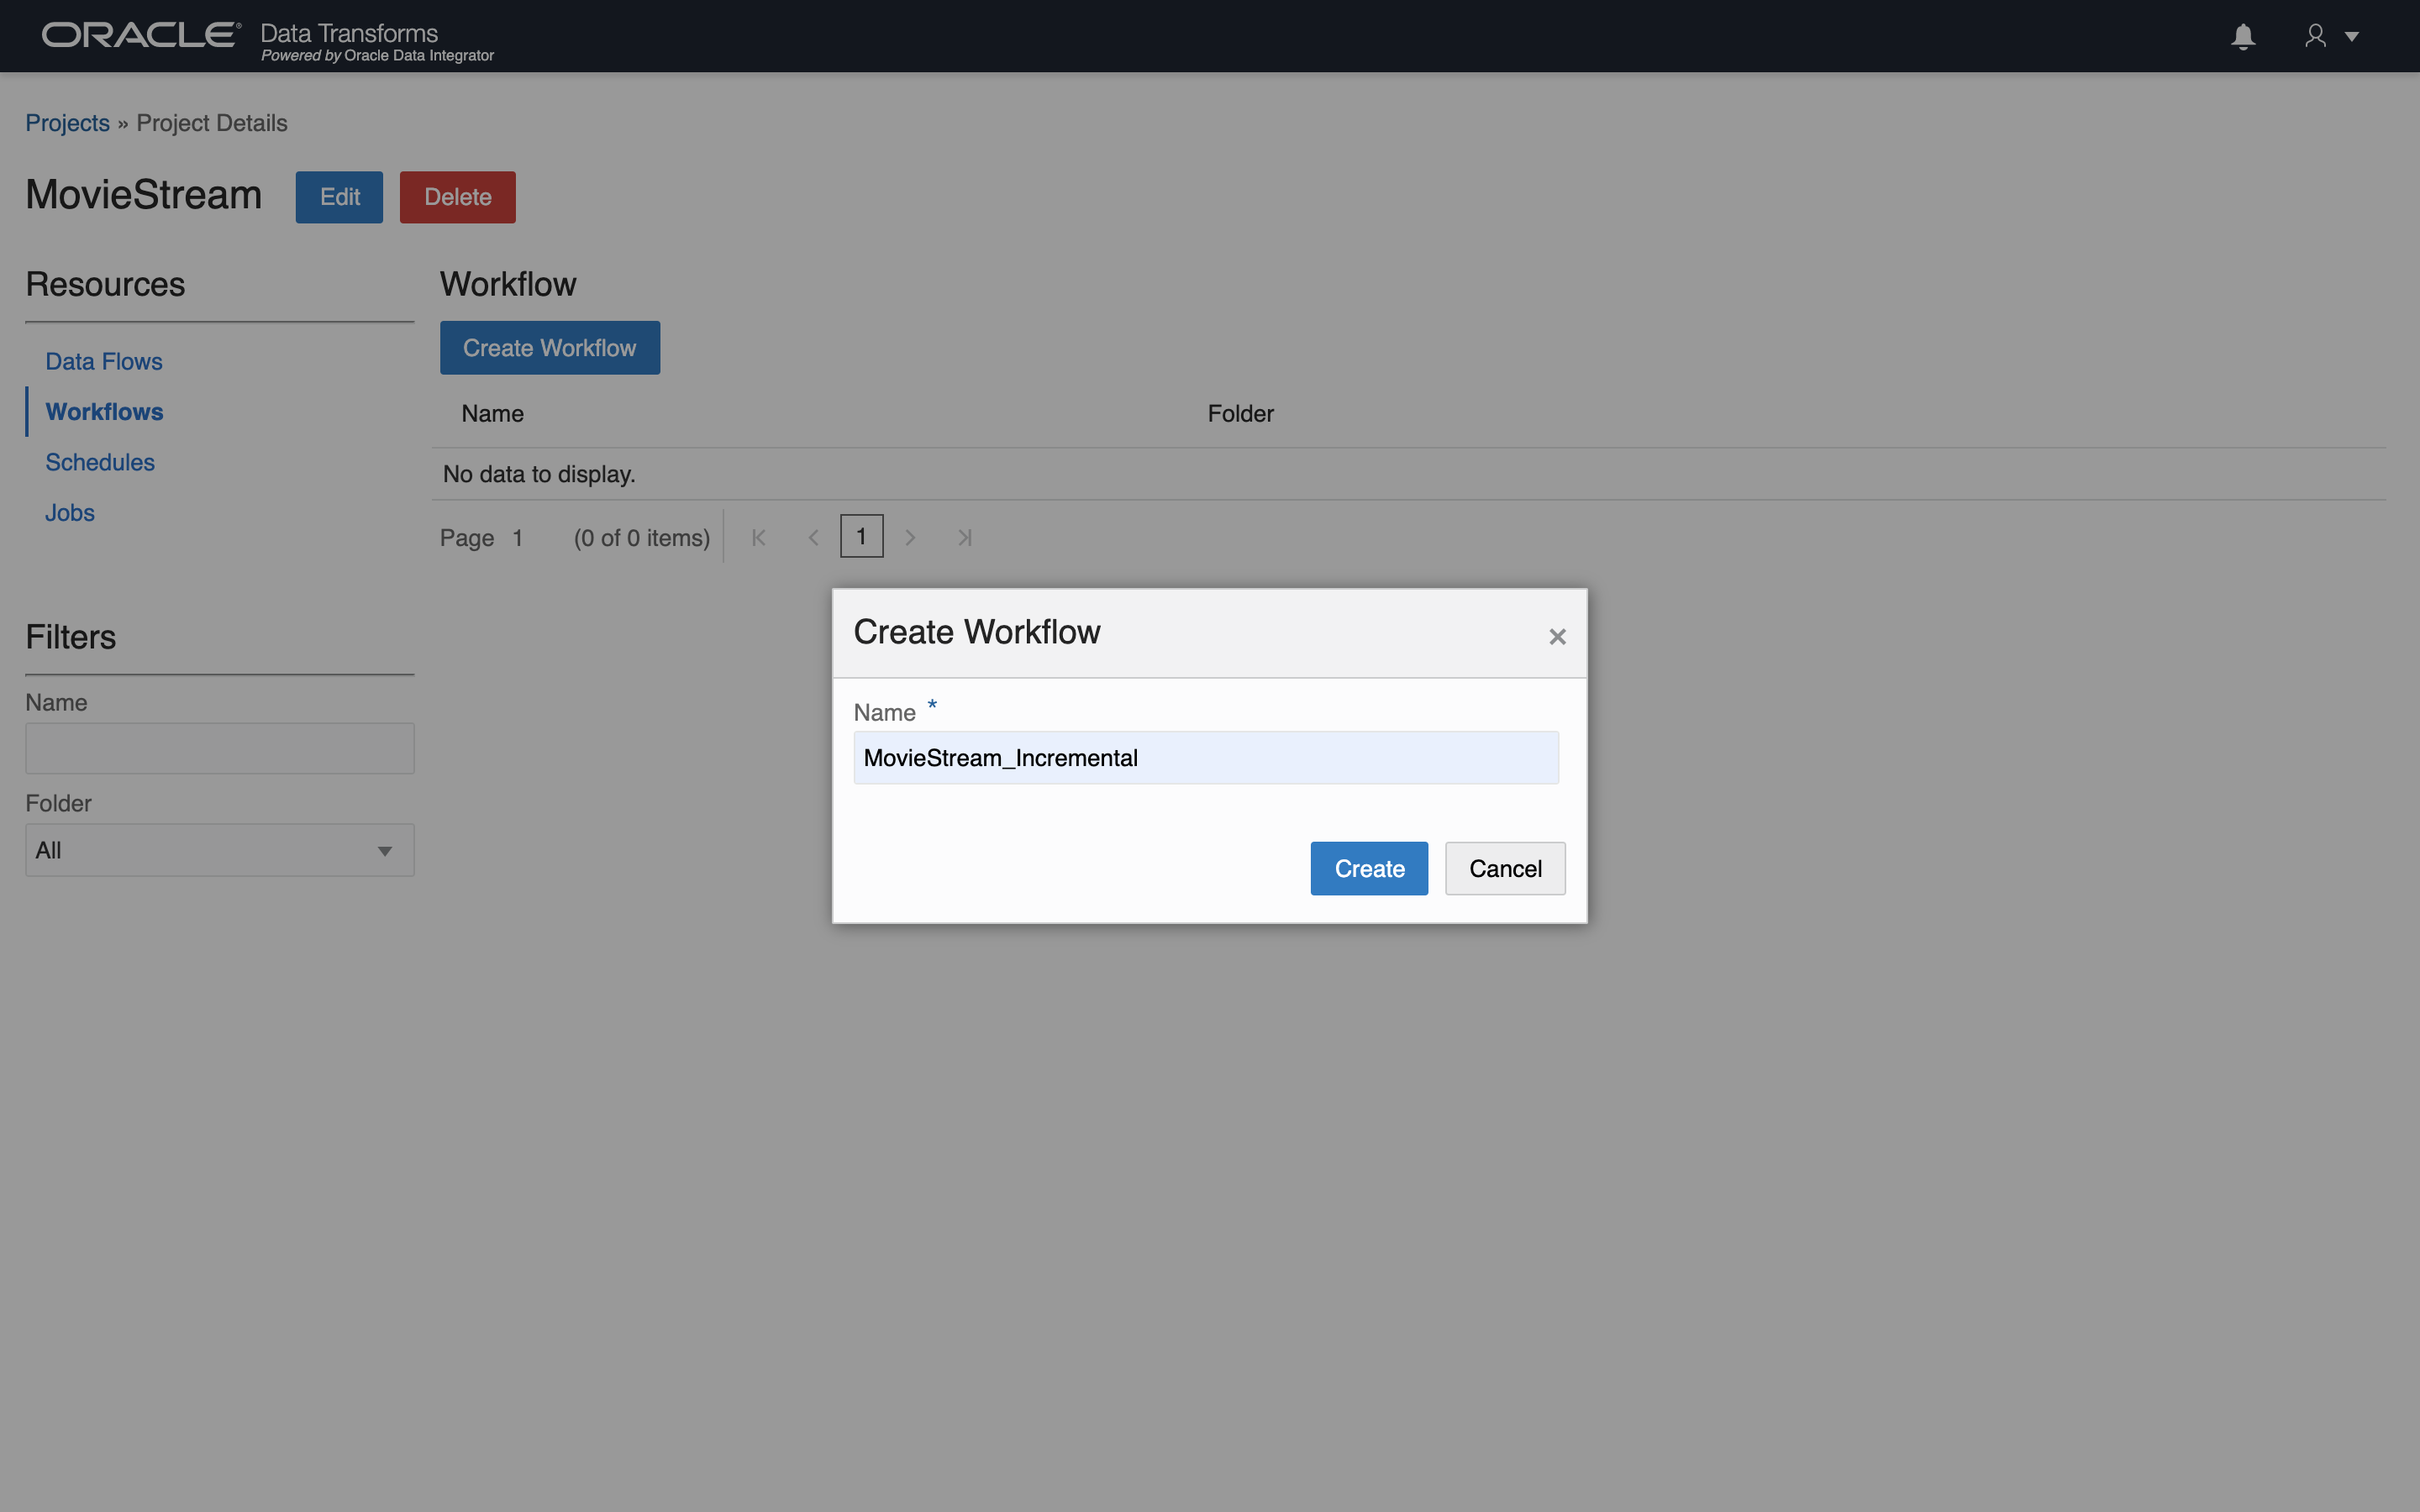 ORACLE® Data Transforms
Powered by Oracle Data Integrator
Projects » Project Details
MovieStream
Edit
Delete
Resources
Data Flows
Workflows
Schedules
Jobs
Filters
Name
Folder
All
Workflow
Create Workflow
Name Folder
No data to display.
Page 1 (0 of 0 items) 1
Create Workflow
×
Name *
MovieStream_Incremental
Create
Cancel